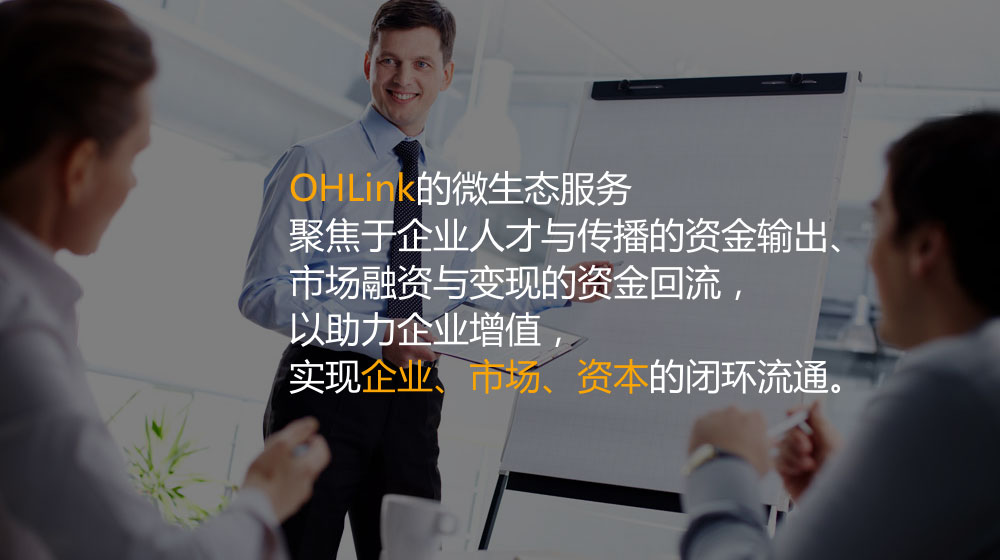 OHLink的微生态服务
聚焦于企业人才与传播的资金输出、
市场融资与变现的资金回流，
以助力企业增值，
实现企业、市场、资本的闭环流通。